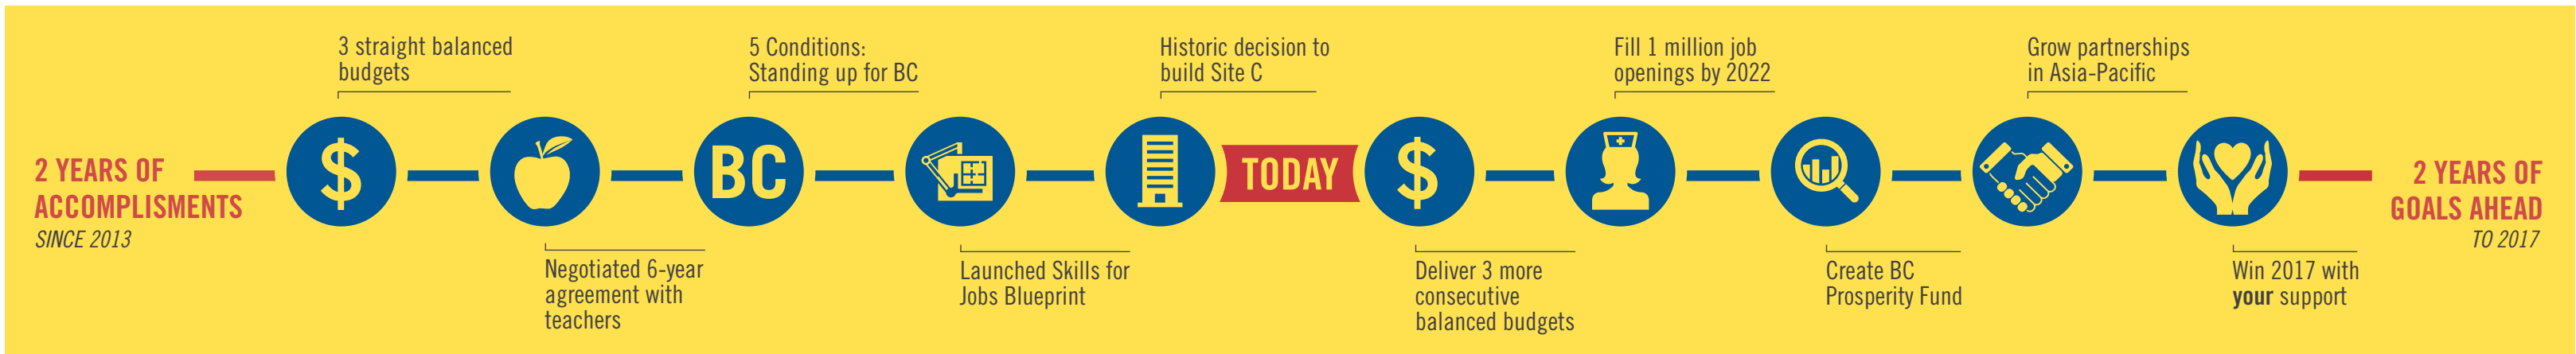 2 YEARS OF
ACCOMPLISMENTS
SINCE 2013
3 straight balanced
budgets
$
Negotiated 6-year
agreement with
teachers
5 Conditions:
Standing up for BC
BC
Launched Skills for
Jobs Blueprint
Historic decision to
build Site C
TODAY
$
Deliver 3 more
consecutive
balanced budgets
Fill 1 million job
openings by 2022
Create BC
Prosperity Fund
Grow partnerships
in Asia-Pacific
Win 2017 with
your support
2 YEARS OF
GOALS AHEAD
TO 2017